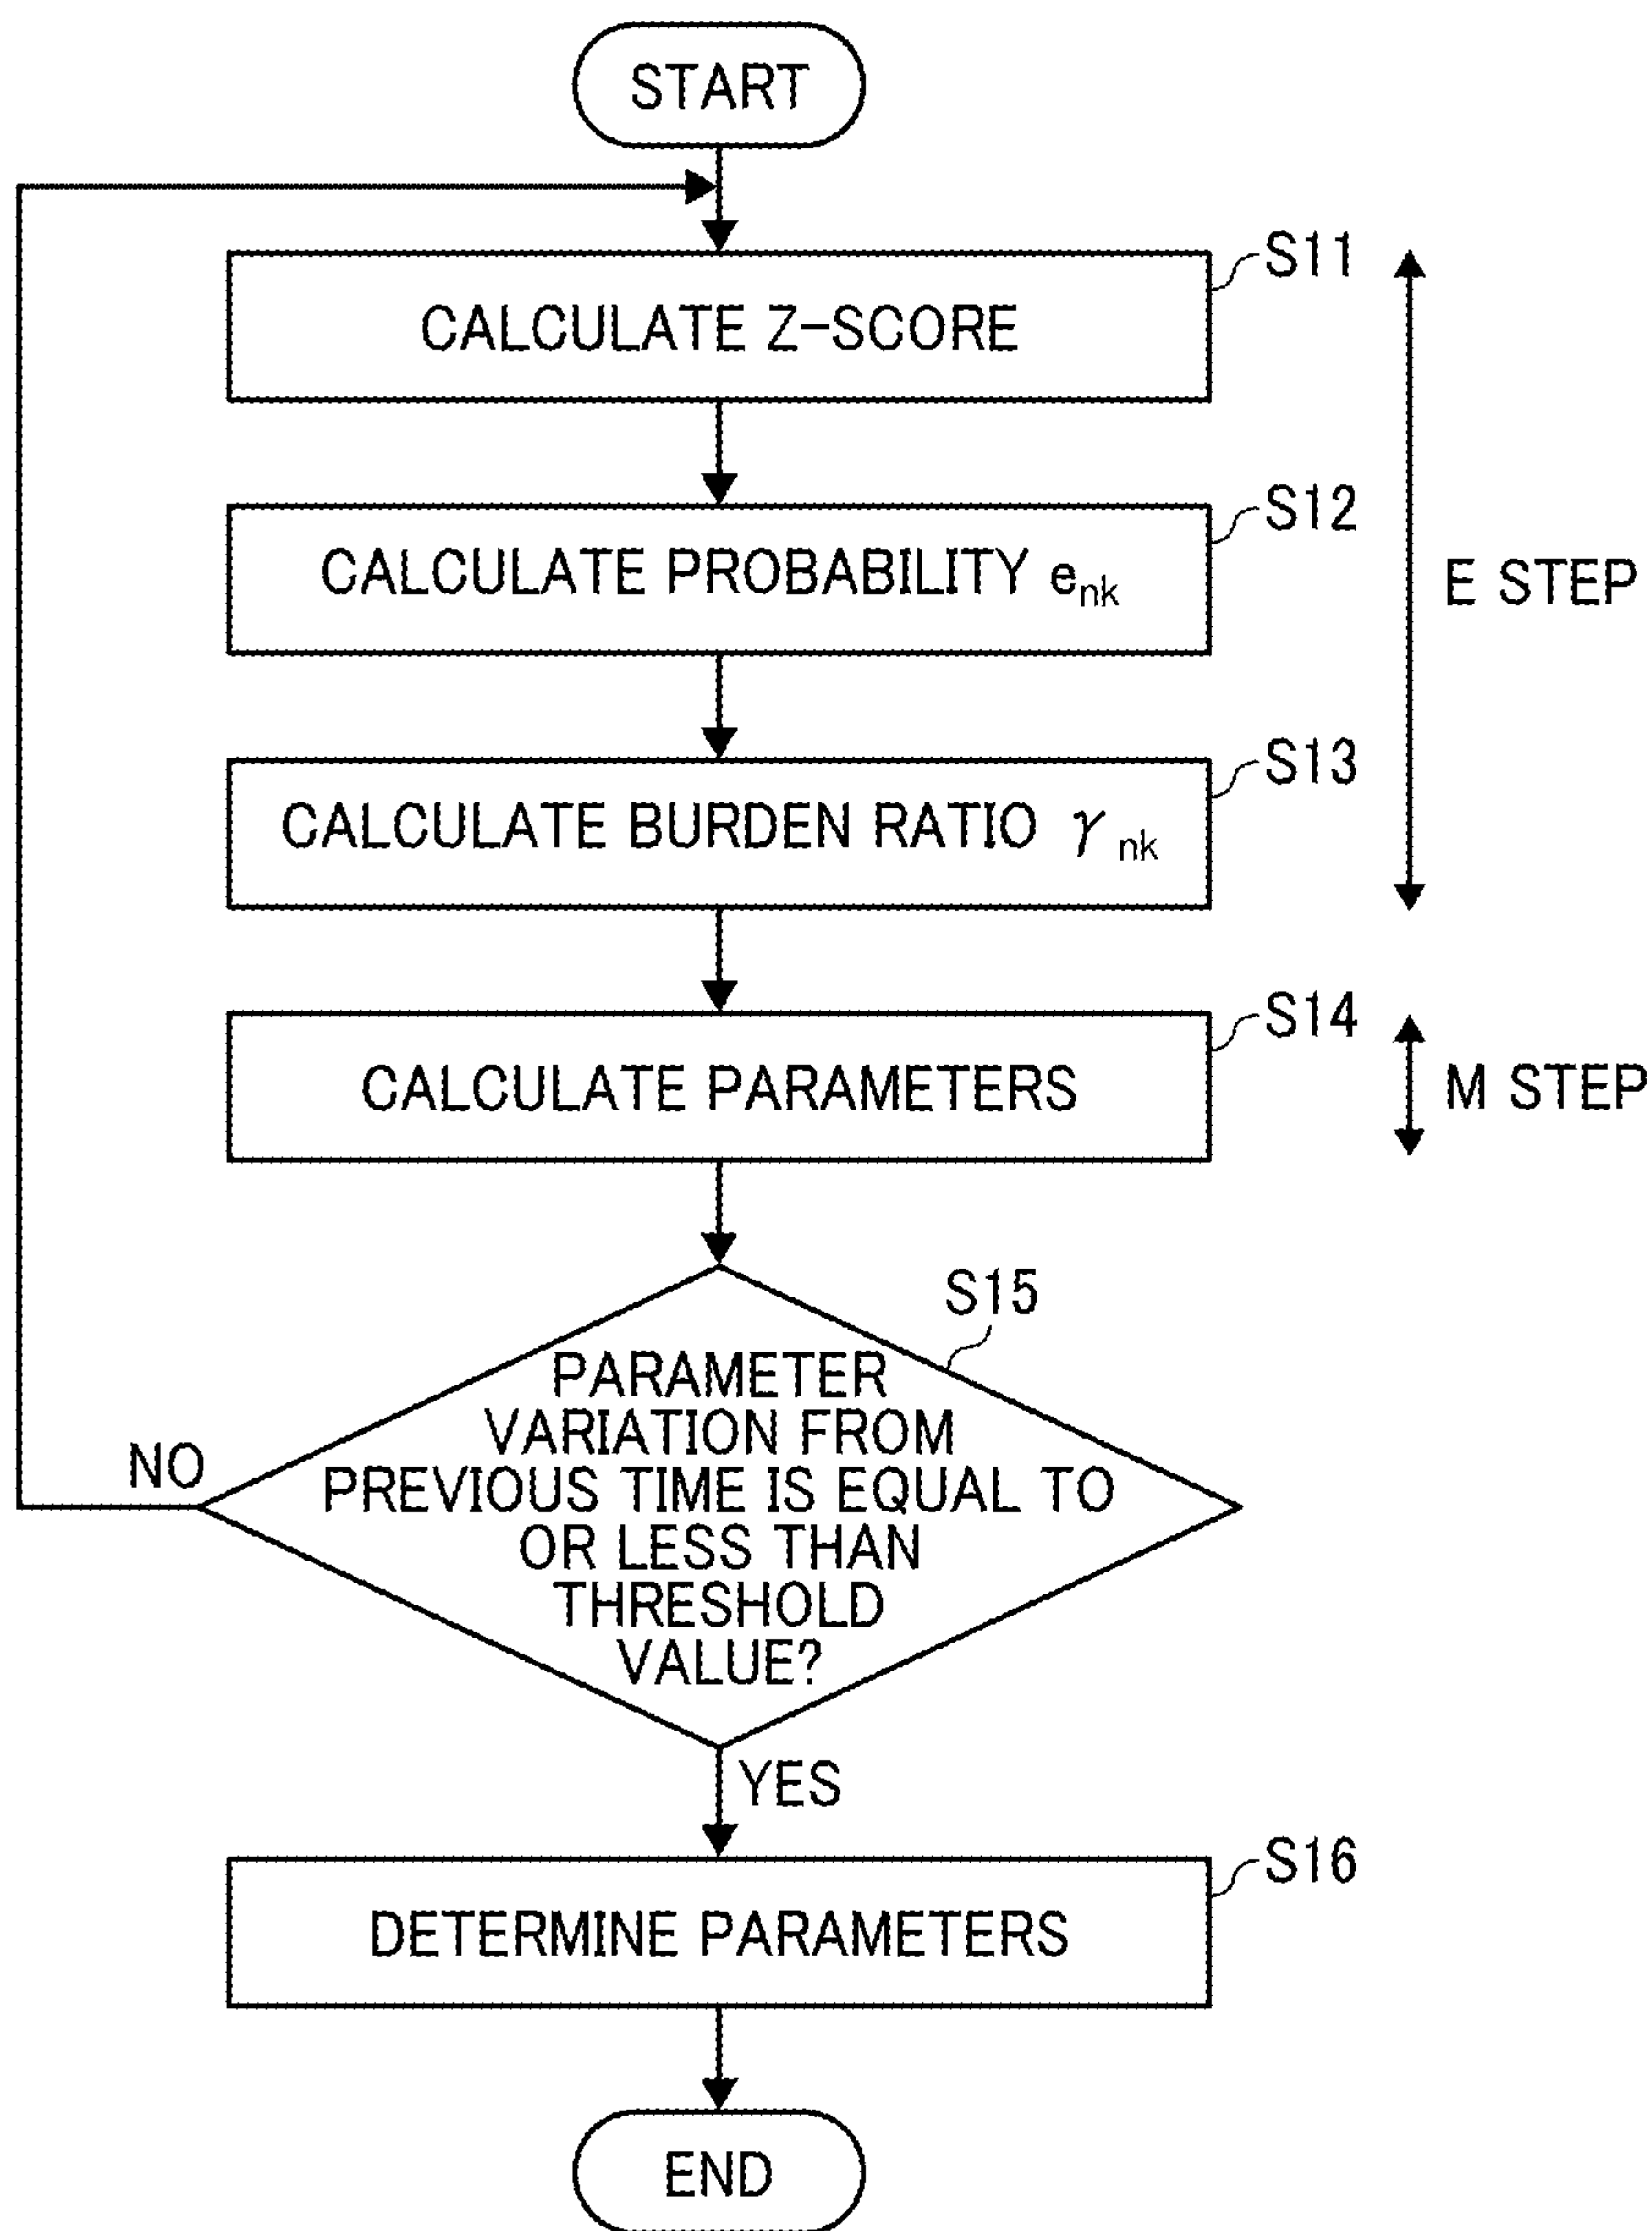 START
S11
CALCULATE Z-SCORE
S12
CALCULATE PROBABILITY enk
E STEP
S13
CALCULATE BURDEN RATIO γnk
S14
CALCULATE PARAMETERS
M STEP
S15
PARAMETER
VARIATION FROM
PREVIOUS TIME IS EQUAL TO
OR LESS THAN
THRESHOLD
VALUE?
NO
YES
S16
DETERMINE PARAMETERS
END